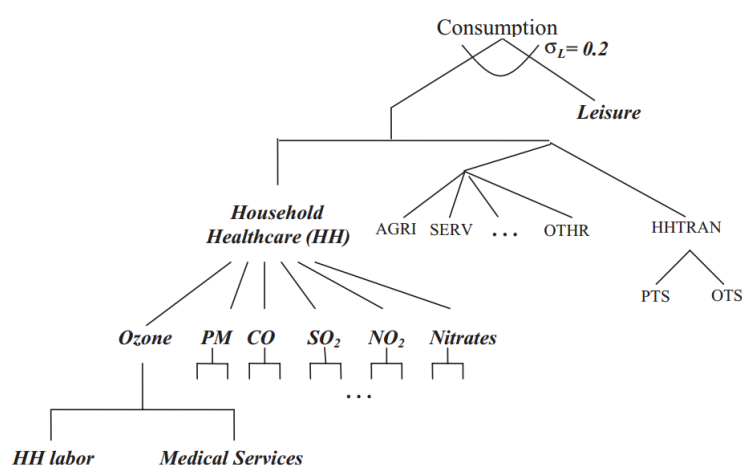 Consumption
σL= 0.2
Leisure
Household
Healthcare (HH)
AGRI SERV ... OTHR
HHTRAN
PTS OTS
Ozone PM CO SO2 NO2 Nitrates
...
HH labor Medical Services